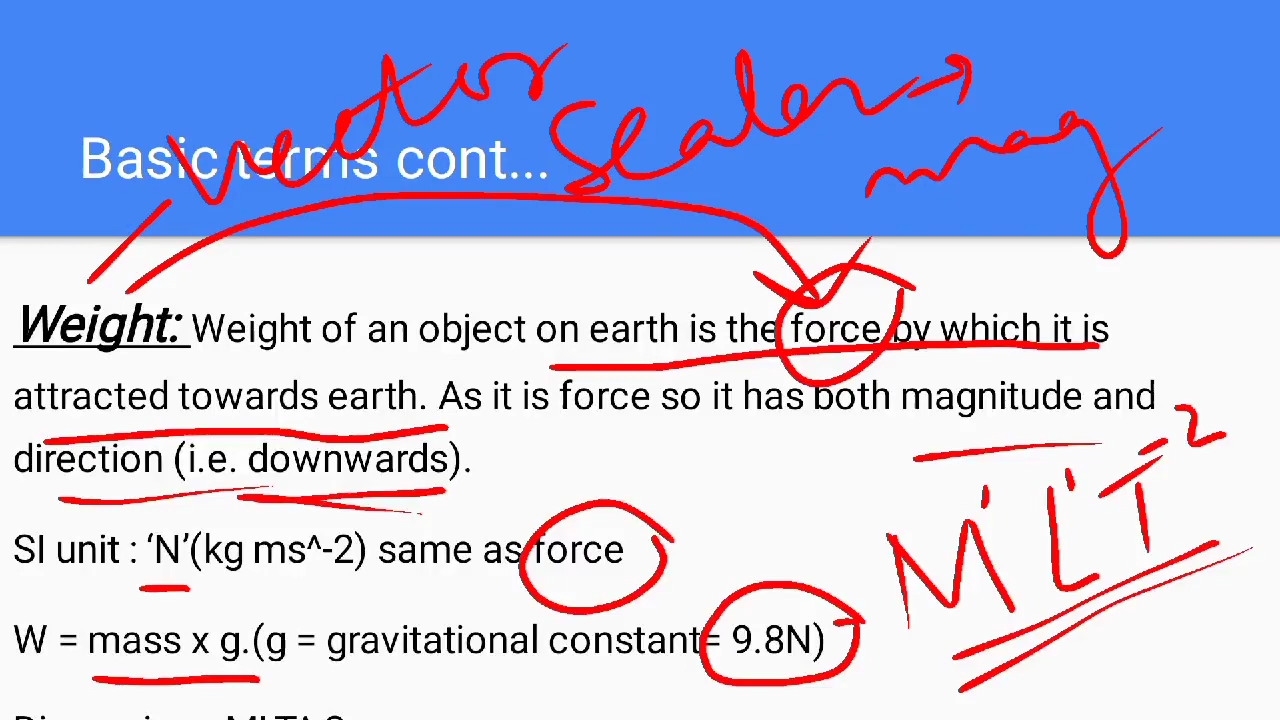 vector Scaler →
mag
Basic terms cont...
Weight: Weight of an object on earth is the force by which it is
attracted towards earth. As it is force so it has both magnitude and
direction (i.e. downwards).
M¹ L¹ T⁻²
SI unit : ‘N’(kg ms^-2) same as force
W = mass x g.(g = gravitational constant= 9.8N)